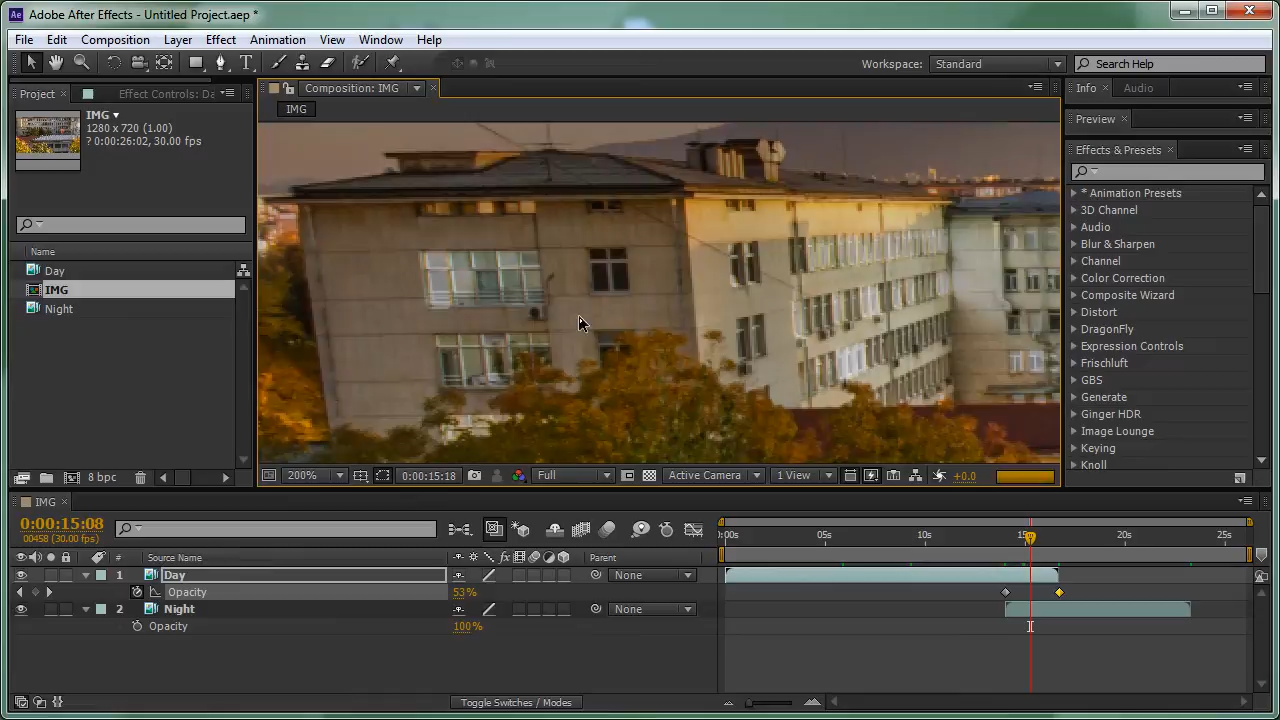 Adobe After Effects - Untitled Project.aep *
File Edit Composition Layer Effect Animation View Window Help
Workspace: Standard Search Help
Project Effect Controls: Da
Composition: IMG
Info Audio
IMG
IMG
1280 x 720 (1.00)
? 0:00:26:02, 30.00 fps
Preview
Effects & Presets
* Animation Presets
3D Channel
Audio
Blur & Sharpen
Channel
Color Correction
Composite Wizard
Distort
DragonFly
Expression Controls
Frischluft
GBS
Generate
Ginger HDR
Image Lounge
Keying
Knoll
Name
Day
IMG
Night
8 bpc
200% 0:00:15:18 Full Active Camera 1 View +0.0
IMG
0:00:15:08
00458 (30.00 fps)
:00s 05s 10s 15s 20s 25s
# Source Name fx Parent
1 Day None
Opacity 53%
2 Night None
Opacity 100%
Toggle Switches / Modes